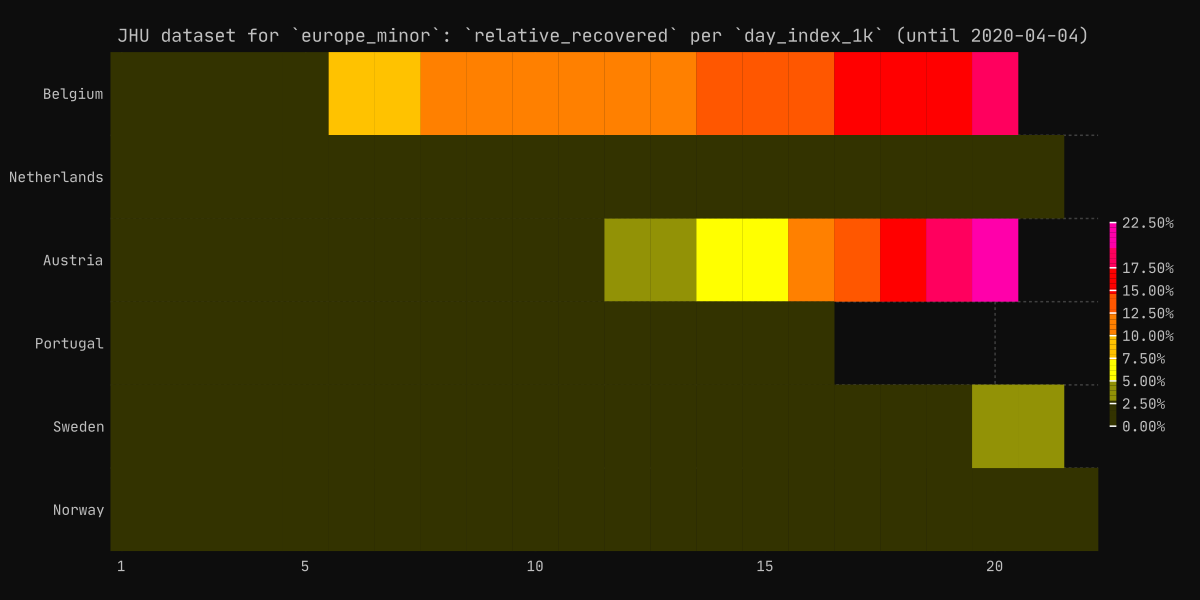 JHU dataset for `europe_minor`: `relative_recovered` per `day_index_1k` (until 2020-04-04)
Belgium
Netherlands
Austria
Portugal
Sweden
Norway
22.50%
17.50%
15.00%
12.50%
10.00%
7.50%
5.00%
2.50%
0.00%
1 5 10 15 20